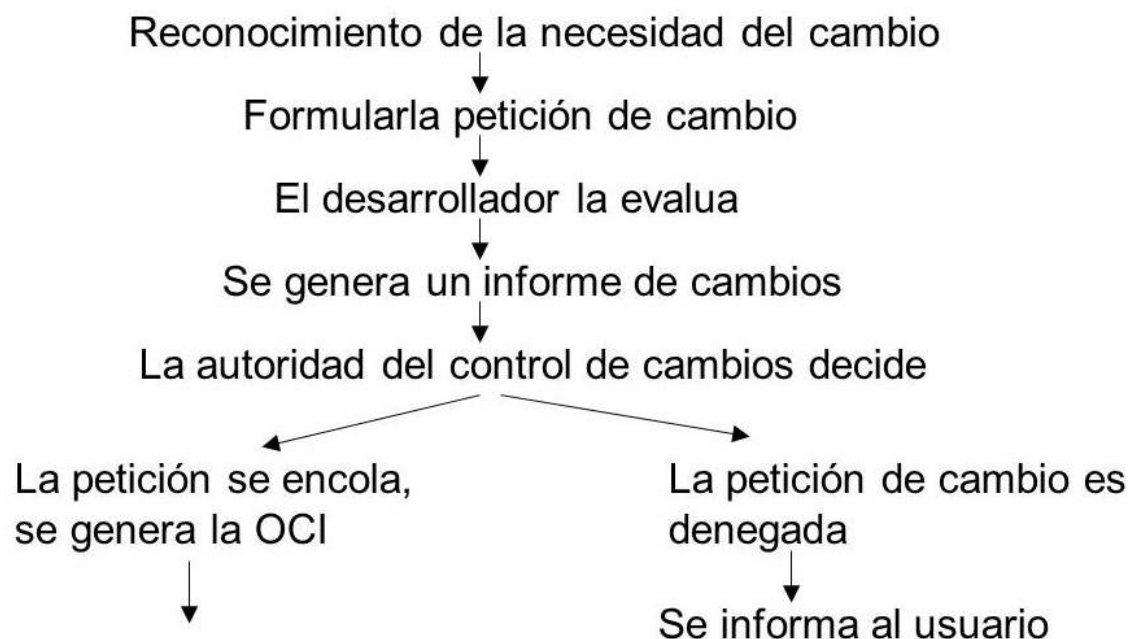 Reconocimiento de la necesidad del cambio
Formularla petición de cambio
El desarrollador la evalua
Se genera un informe de cambios
La autoridad del control de cambios decide
La petición se encola,
se genera la OCI
La petición de cambio es
denegada
Se informa al usuario